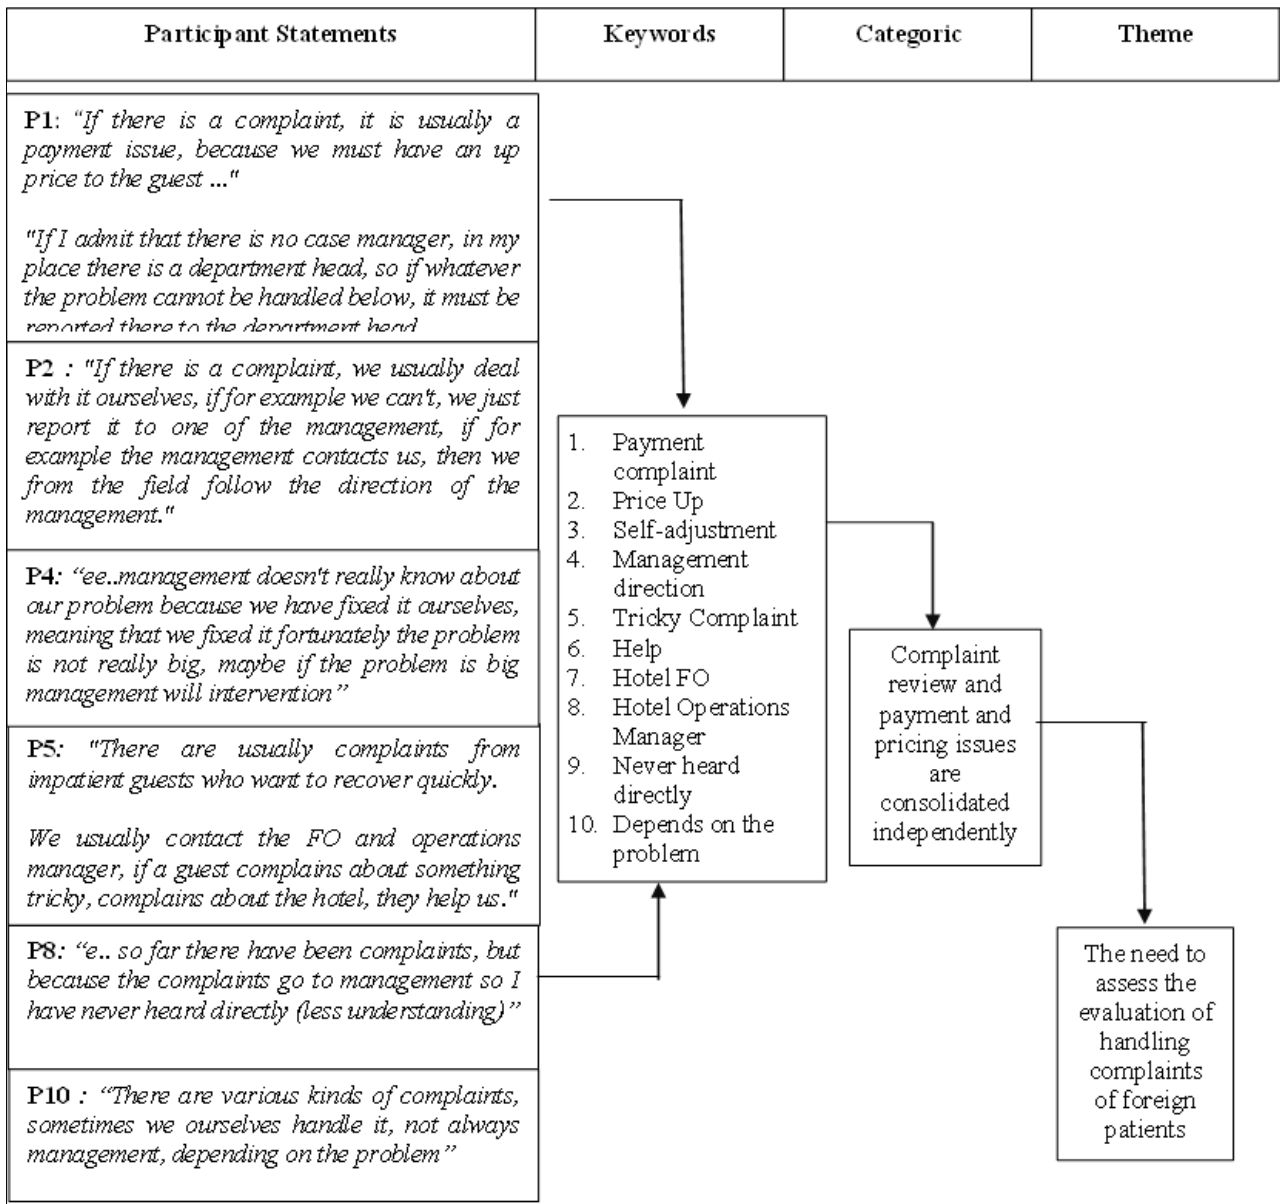 Participant Statements
Keywords
Categoric
Theme
P1: “If there is a complaint, it is usually a
payment issue, because we must have an up
price to the guest ..."
"If I admit that there is no case manager, in my
place there is a department head, so if whatever
the problem cannot be handled below, it must be
reported there to the department head
P2 : "If there is a complaint, we usually deal
with it ourselves, if for example we can't, we just
report it to one of the management, if for
example the management contacts us, then we
from the field follow the direction of the
management."
P4: “ee..management doesn't really know about
our problem because we have fixed it ourselves,
meaning that we fixed it fortunately the problem
is not really big, maybe if the problem is big
management will intervention”
P5: "There are usually complaints from
impatient guests who want to recover quickly.
We usually contact the FO and operations
manager, if a guest complains about something
tricky, complains about the hotel, they help us."
P8: “e.. so far there have been complaints, but
because the complaints go to management so I
have never heard directly (less understanding)”
P10 : “There are various kinds of complaints,
sometimes we ourselves handle it, not always
management, depending on the problem”
1. Payment
complaint
2. Price Up
3. Self-adjustment
4. Management
direction
5. Tricky Complaint
6. Help
7. Hotel FO
8. Hotel Operations
Manager
9. Never heard
directly
10. Depends on the
problem
Complaint
review and
payment and
pricing issues
are
consolidated
independently
The need to
assess the
evaluation of
handling
complaints
of foreign
patients